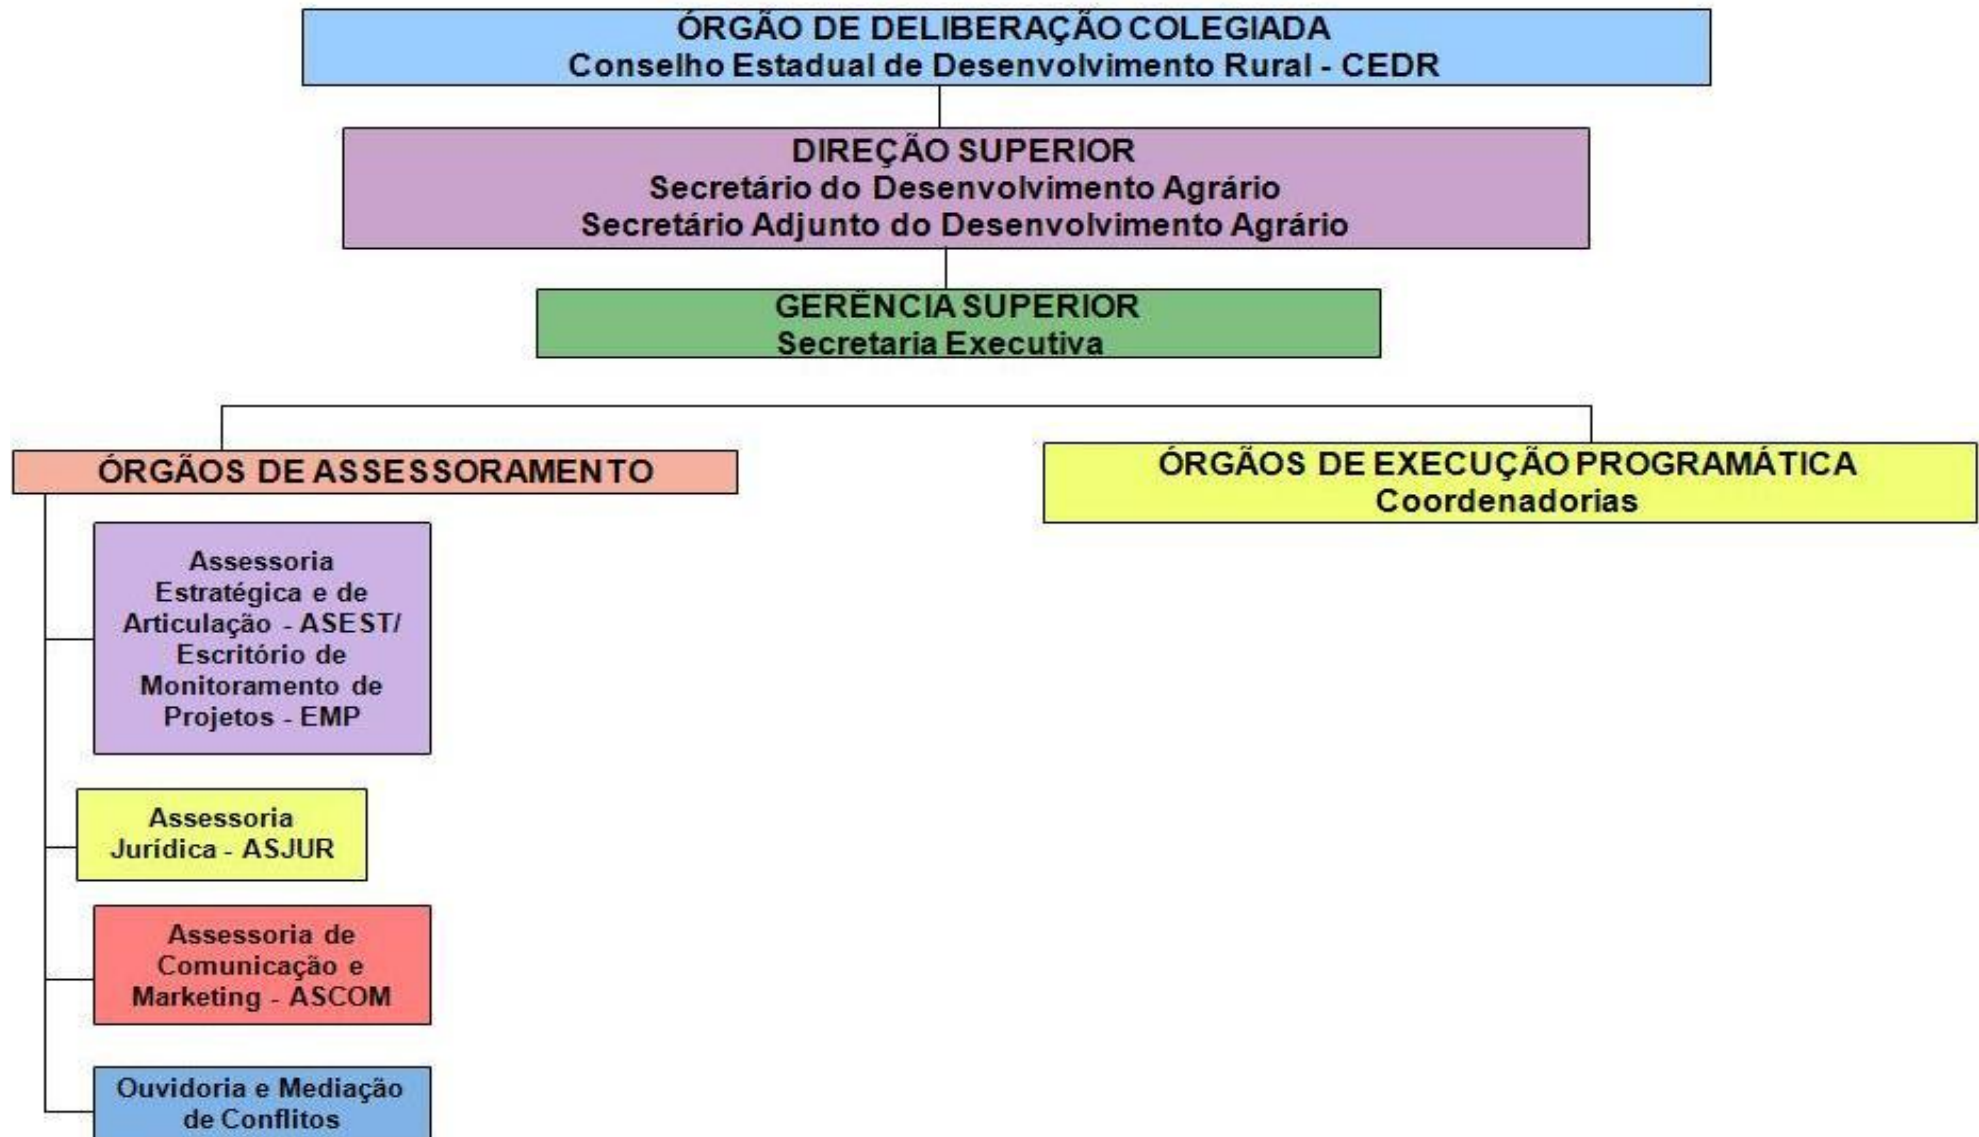 ÓRGÃO DE DELIBERAÇÃO COLEGIADA
Conselho Estadual de Desenvolvimento Rural - CEDR
DIREÇÃO SUPERIOR
Secretário do Desenvolvimento Agrário
Secretário Adjunto do Desenvolvimento Agrário
GERÊNCIA SUPERIOR
Secretaria Executiva
ÓRGÃOS DE ASSESSORAMENTO
ÓRGÃOS DE EXECUÇÃO PROGRAMÁTICA
Coordenadorias
Assessoria
Estratégica e de
Articulação - ASEST/
Escritório de
Monitoramento de
Projetos - EMP
Assessoria
Jurídica - ASJUR
Assessoria de
Comunicação e
Marketing - ASCOM
Ouvidoria e Mediação
de Conflitos